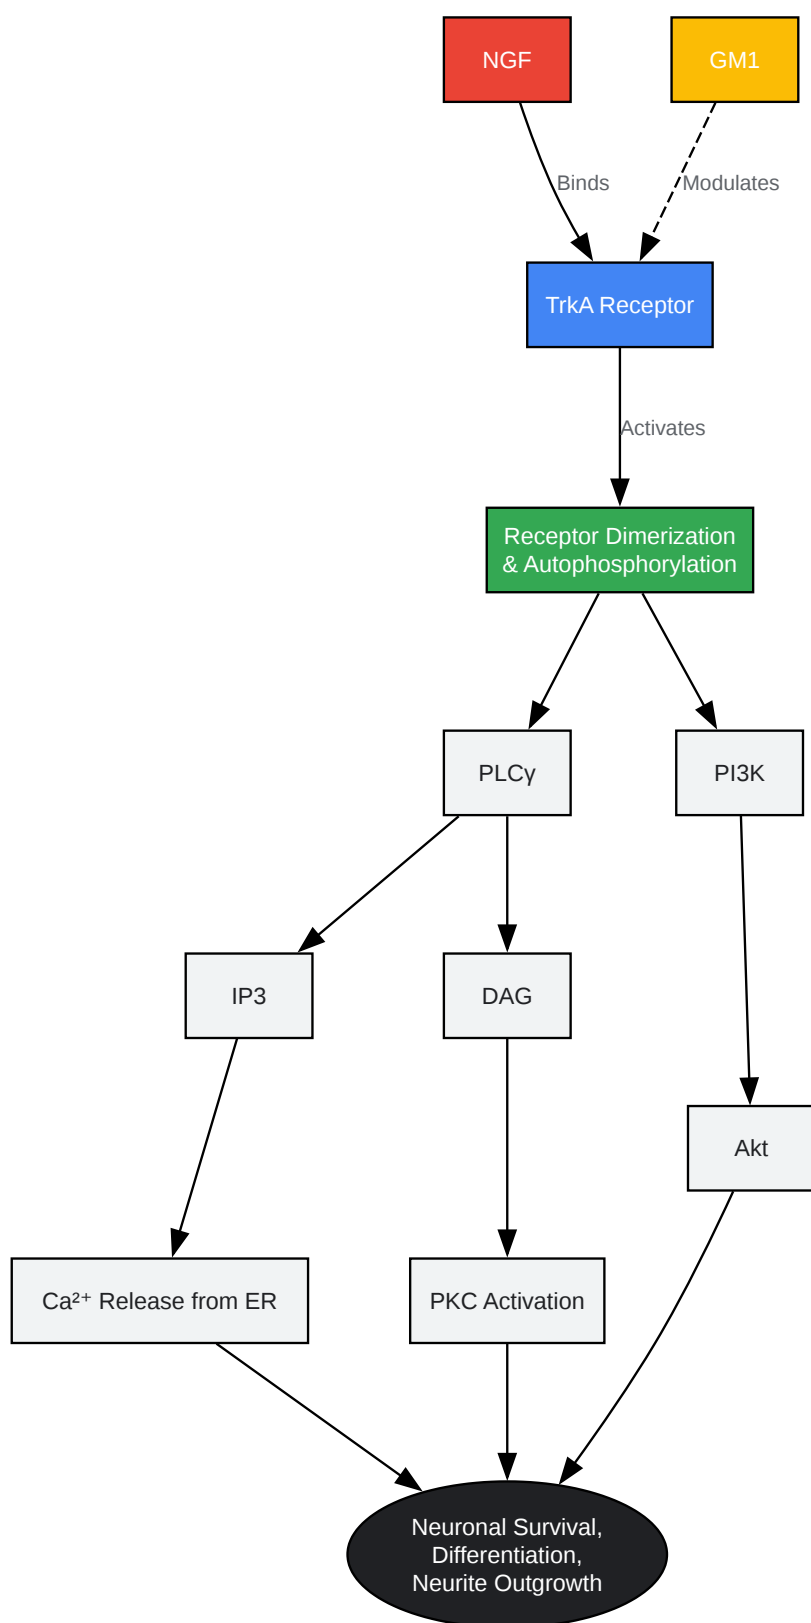 NGF
GM1
Binds
Modulates
TrkA Receptor
Activates
Receptor Dimerization
& Autophosphorylation
PLCγ
PI3K
IP3
DAG
Akt
Ca²⁺ Release from ER
PKC Activation
Neuronal Survival,
Differentiation,
Neurite Outgrowth